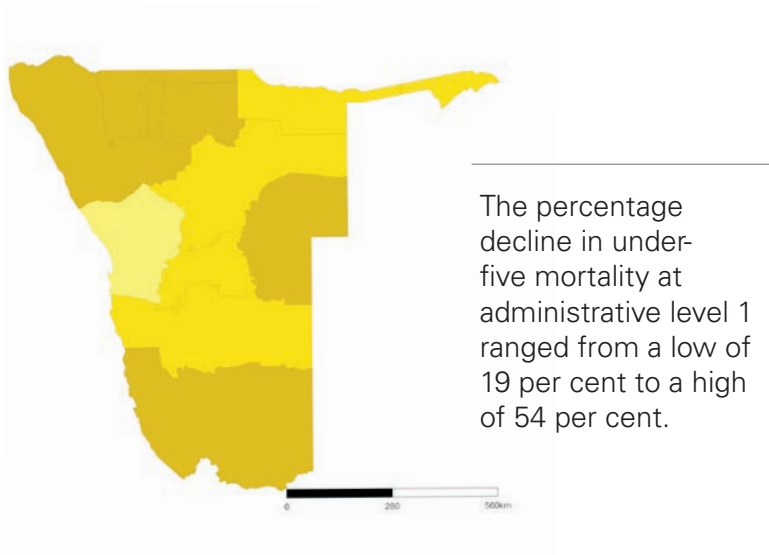 The percentage
decline in under-
five mortality at
administrative level 1
ranged from a low of
19 per cent to a high
of 54 per cent.
0 280 560km